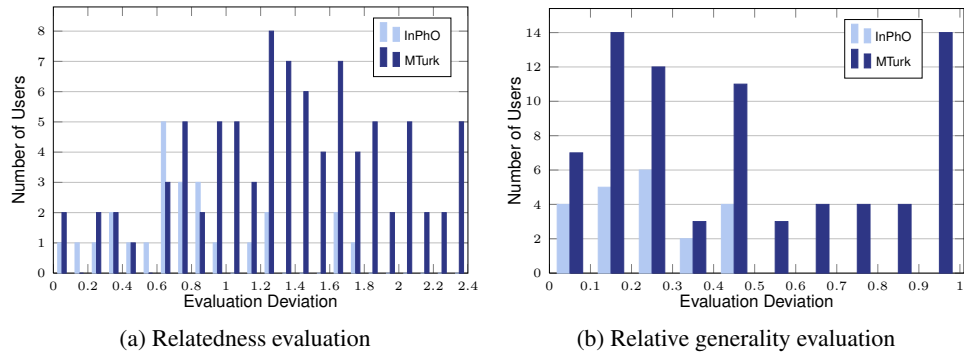 Number of Users
8
7
6
5
4
3
2
1
0
InPhO
MTurk
0 0.2 0.4 0.6 0.8 1 1.2 1.4 1.6 1.8 2 2.2 2.4
Evaluation Deviation
(a) Relatedness evaluation
Number of Users
14
12
10
8
6
4
2
0
InPhO
MTurk
0 0.1 0.2 0.3 0.4 0.5 0.6 0.7 0.8 0.9 1
Evaluation Deviation
(b) Relative generality evaluation